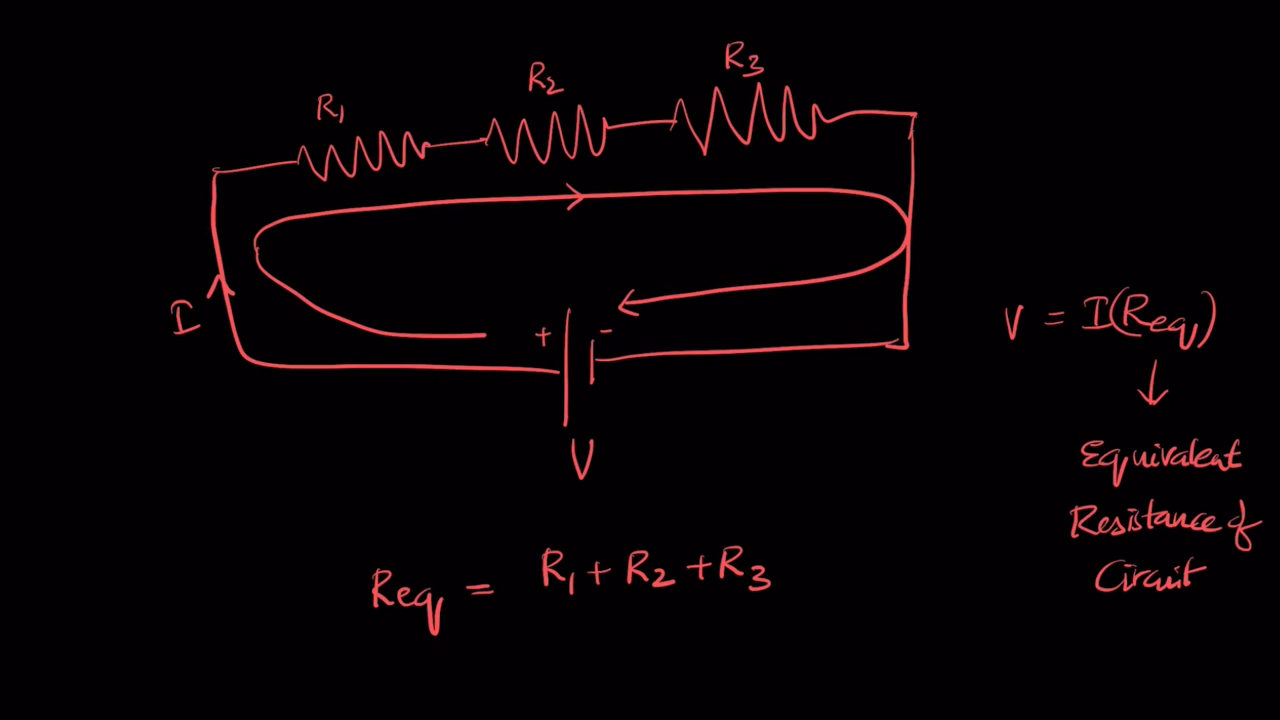 R1
R2
R3
I
+
-
V
V = I(Req)
↓
Equivalent
Resistance of
Circuit
Req = R1 + R2 + R3